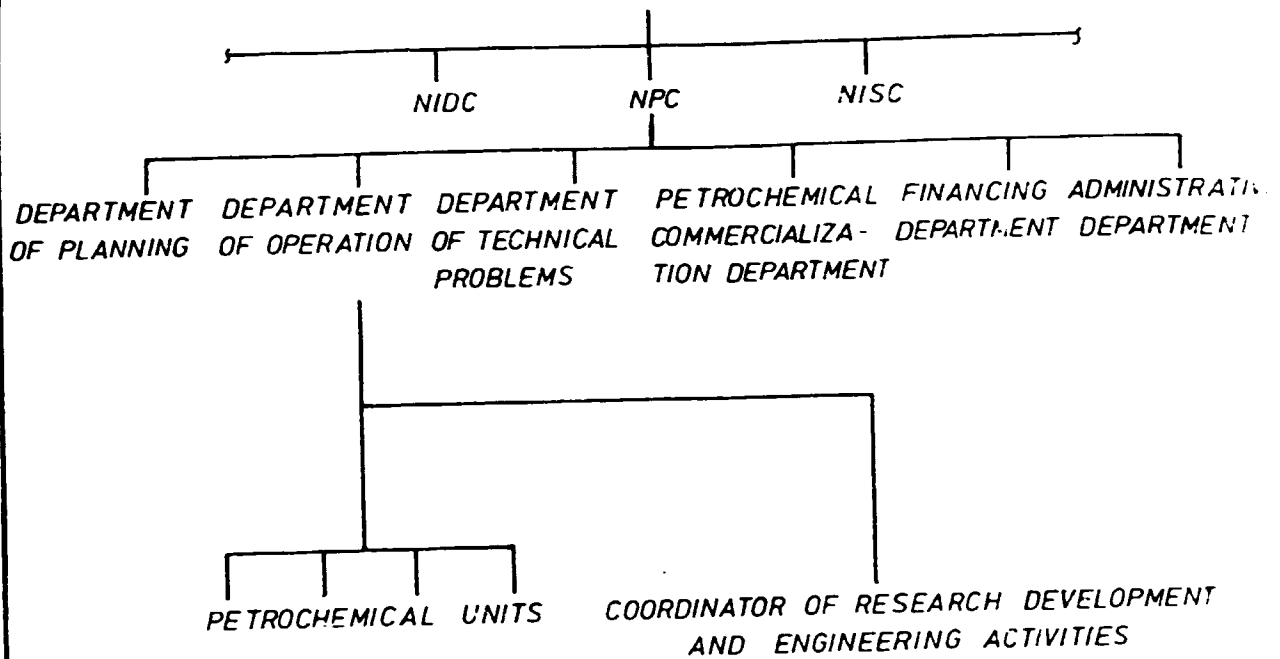 NIDC NPC NISC
DEPARTMENT DEPARTMENT DEPARTMENT PETROCHEMICAL FINANCING
OF PLANNING OF OPERATION OF TECHNICAL COMMERCIALIZA- DEPARTMENT DEPARTMENT
PROBLEMS TION DEPARTMENT
PETROCHEMICAL UNITS COORDINATOR OF RESEARCH DEVELOPMENT
AND ENGINEERING ACTIVITIES